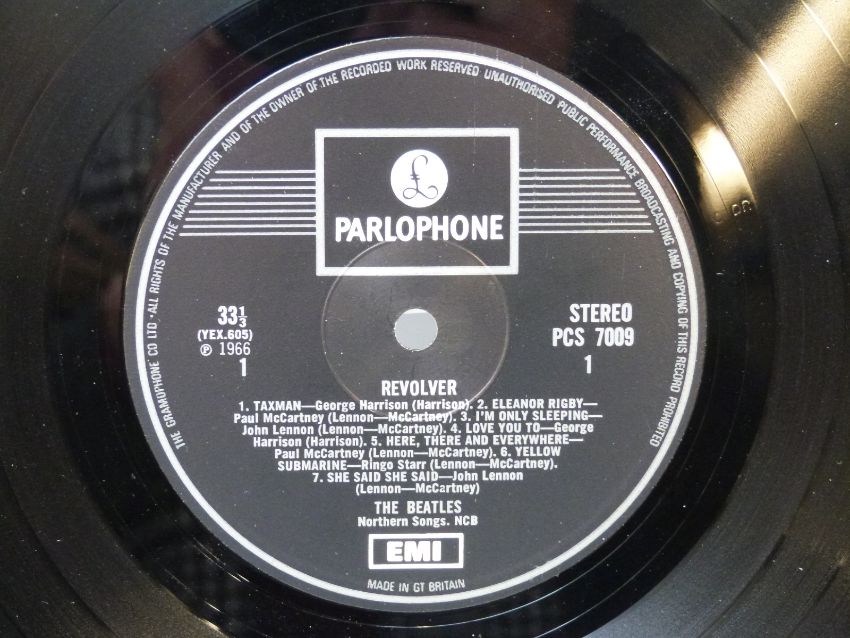 THE GRAMOPHONE CO LTD · ALL RIGHTS OF THE MANUFACTURER AND OF THE OWNER OF THE RECORDED WORK RESERVED UNAUTHORISED PUBLIC PERFORMANCE BROADCASTING AND COPYING OF THIS RECORD PROHIBITED
£
PARLOPHONE
33⅓
(YEX.605)
℗ 1966
1
STEREO
PCS 7009
1
REVOLVER
1. TAXMAN—George Harrison (Harrison). 2. ELEANOR RIGBY—
Paul McCartney (Lennon—McCartney). 3. I'M ONLY SLEEPING—
John Lennon (Lennon—McCartney). 4. LOVE YOU TO—George
Harrison (Harrison). 5. HERE, THERE AND EVERYWHERE—
Paul McCartney (Lennon—McCartney). 6. YELLOW
SUBMARINE—Ringo Starr (Lennon—McCartney).
7. SHE SAID SHE SAID—John Lennon
(Lennon—McCartney)
THE BEATLES
Northern Songs. NCB
EMI
MADE IN GT BRITAIN